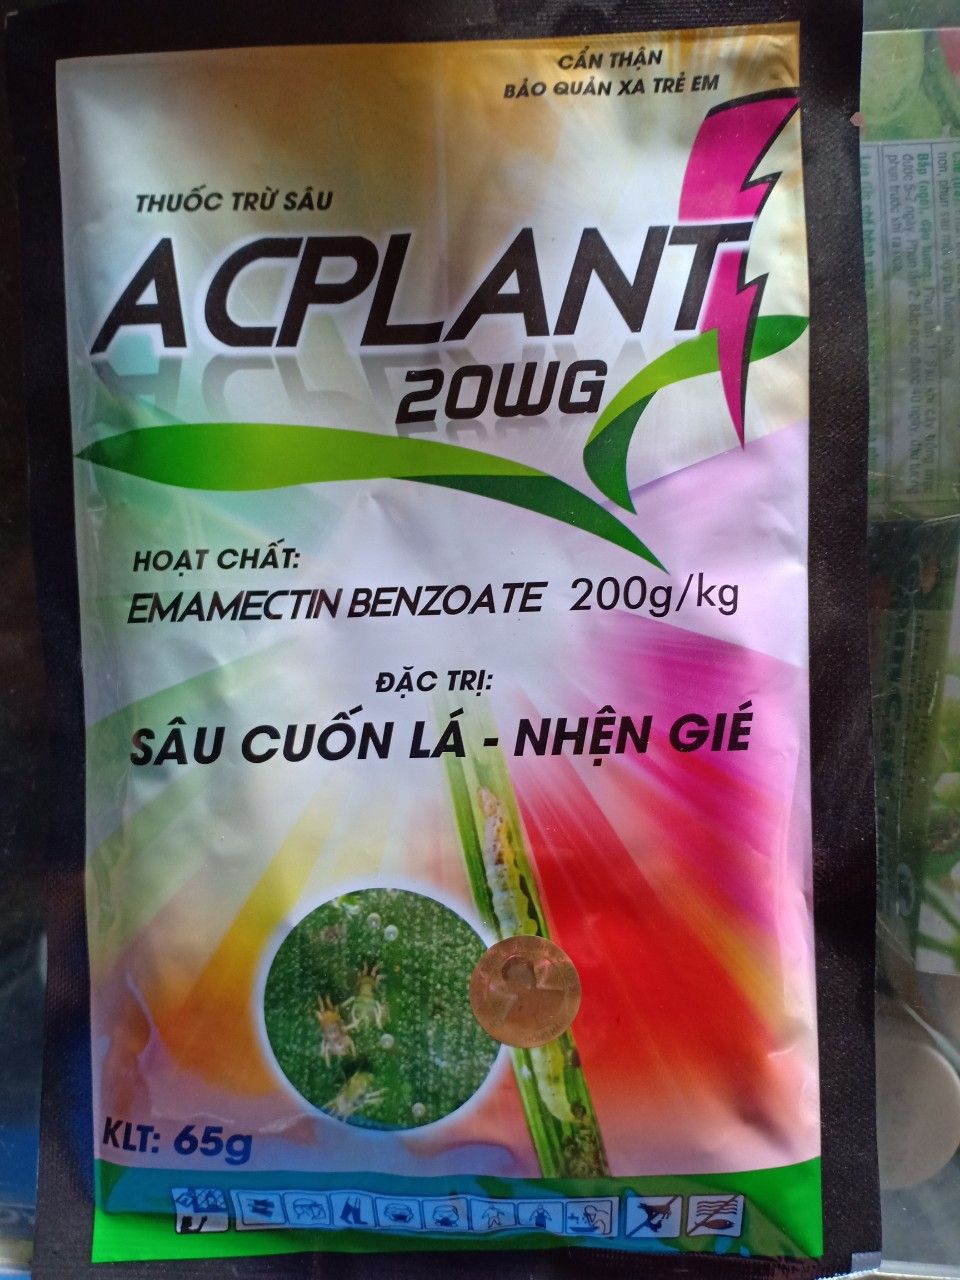 CẨN THẬN
BẢO QUẢN XA TRẺ EM
THUỐC TRỪ SÂU
ACPLANT
20WG
HOẠT CHẤT:
EMAMECTIN BENZOATE 200g/kg
ĐẶC TRỊ:
SÂU CUỐN LÁ - NHỆN GIÉ
KLT: 65g